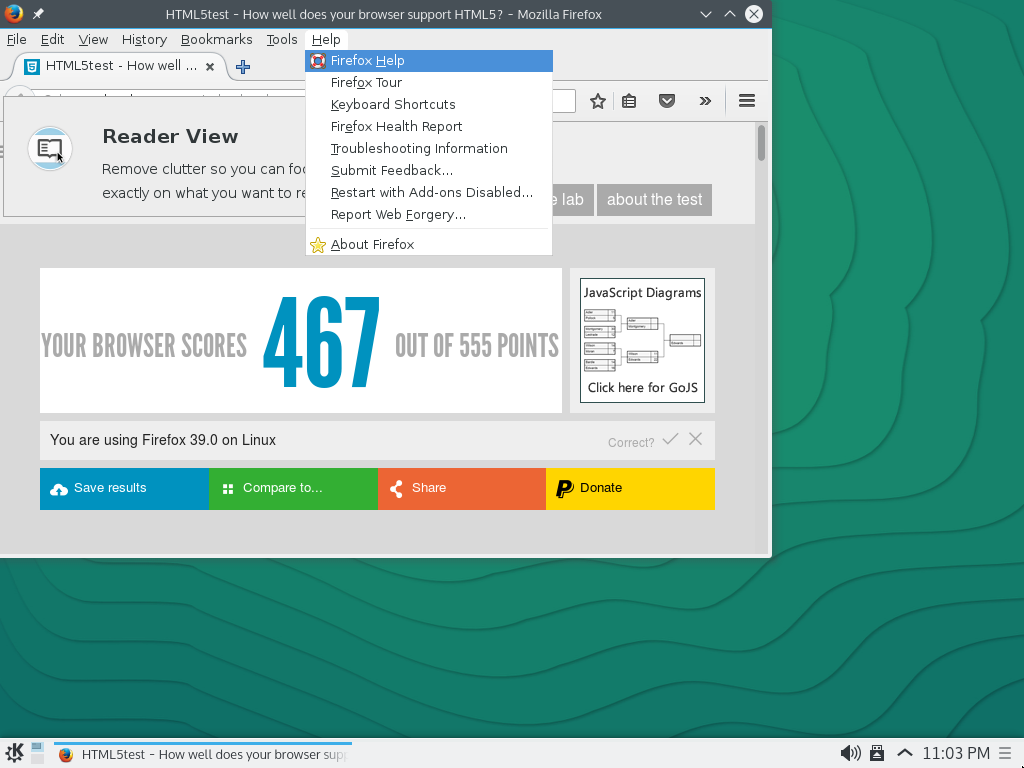 HTML5test - How well does your browser support HTML5? - Mozilla Firefox
File Edit View History Bookmarks Tools Help
HTML5test - How well ...
Firefox Help
Firefox Tour
Keyboard Shortcuts
Firefox Health Report
Troubleshooting Information
Submit Feedback...
Restart with Add-ons Disabled...
Report Web Forgery...
About Firefox
Reader View
Remove clutter so you can
exactly on what you want to
lab about the test
YOUR BROWSER SCORES 467 OUT OF 555 POINTS
JavaScript Diagrams
Click here for GoJS
You are using Firefox 39.0 on Linux
Correct?
Save results Compare to... Share Donate
HTML5test - How well does your browser sup
11:03 PM